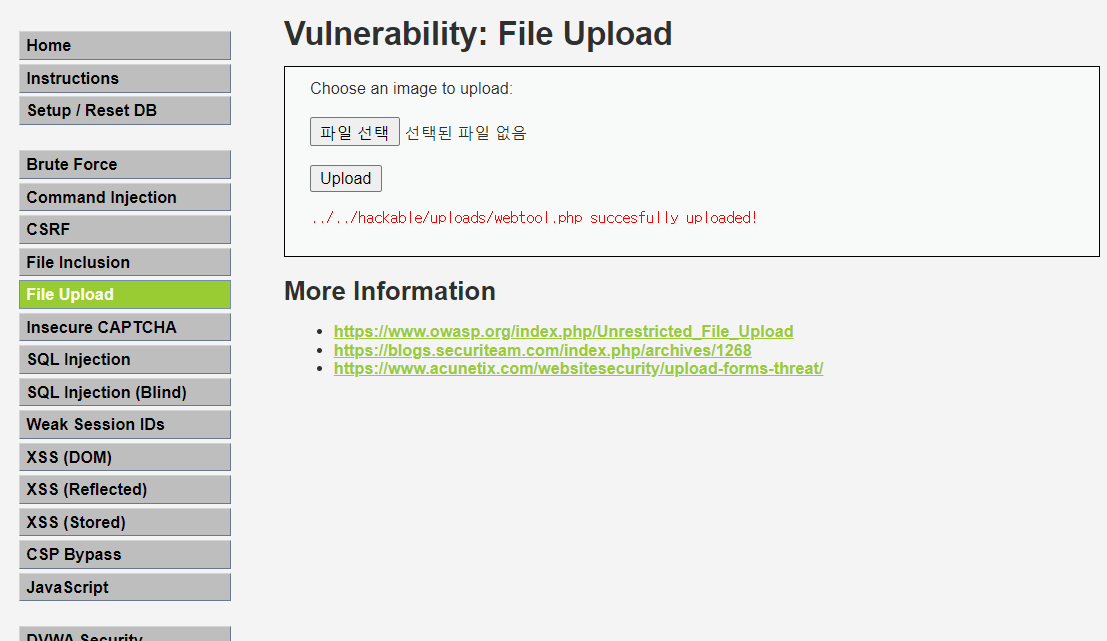 Home
Instructions
Setup / Reset DB
Brute Force
Command Injection
CSRF
File Inclusion
File Upload
Insecure CAPTCHA
SQL Injection
SQL Injection (Blind)
Weak Session IDs
XSS (DOM)
XSS (Reflected)
XSS (Stored)
CSP Bypass
JavaScript
DVWA Security
Vulnerability: File Upload
Choose an image to upload:
파일 선택 선택된 파일 없음
Upload
../../hackable/uploads/webtool.php succesfully uploaded!
More Information
https://www.owasp.org/index.php/Unrestricted_File_Upload
https://blogs.securiteam.com/index.php/archives/1268
https://www.acunetix.com/websitesecurity/upload-forms-threat/